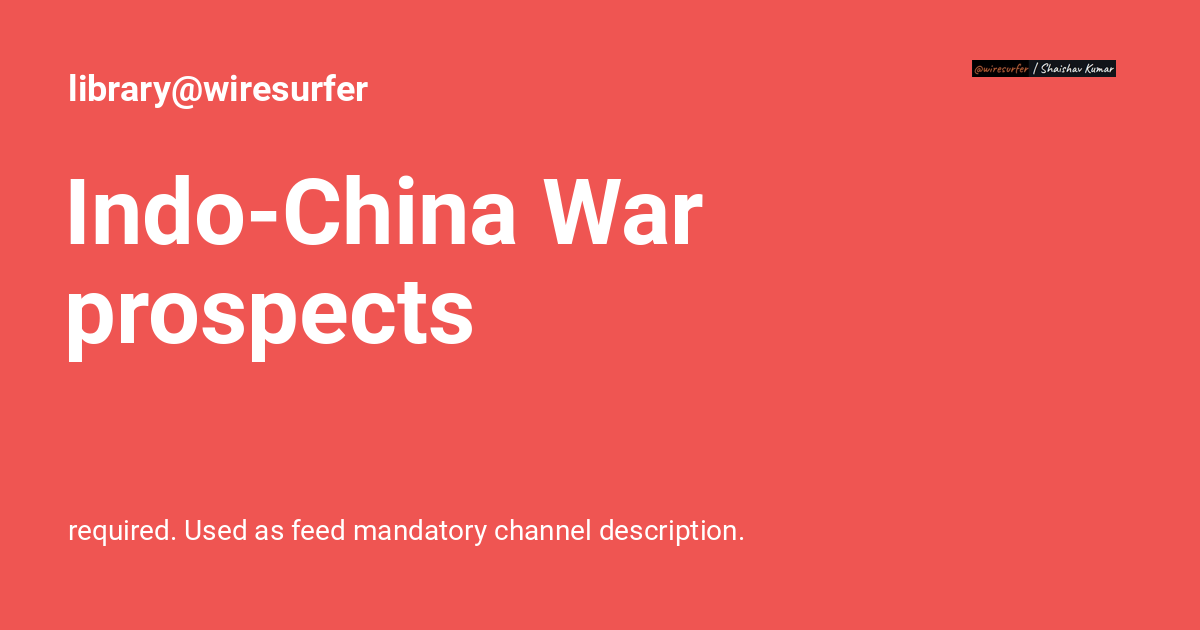 library@wiresurfer
@wiresurfer | Shaishav Kumar
Indo-China War
prospects
required. Used as feed mandatory channel description.